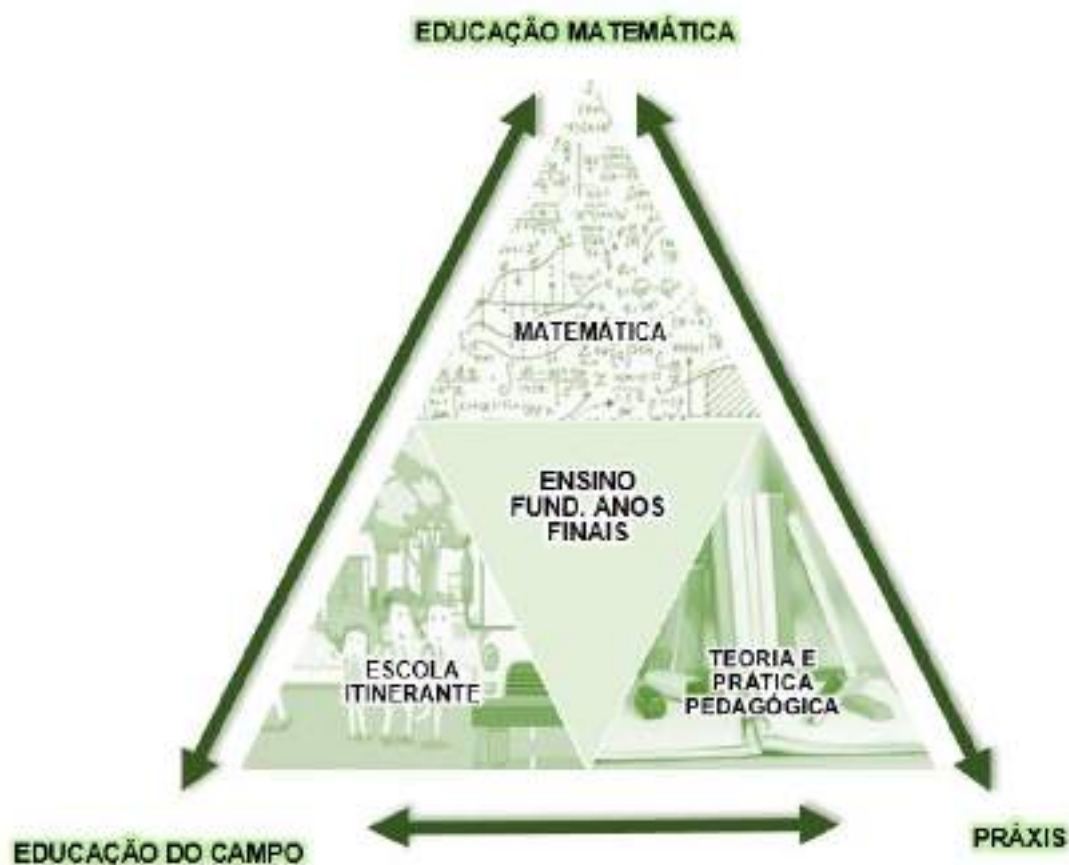 EDUCAÇÃO MATEMÁTICA
MATEMÁTICA
ENSINO
FUND. ANOS
FINAIS
ESCOLA
ITINERANTE
TEORIA E
PRÁTICA
PEDAGÓGICA
EDUCAÇÃO DO CAMPO
PRÁXIS